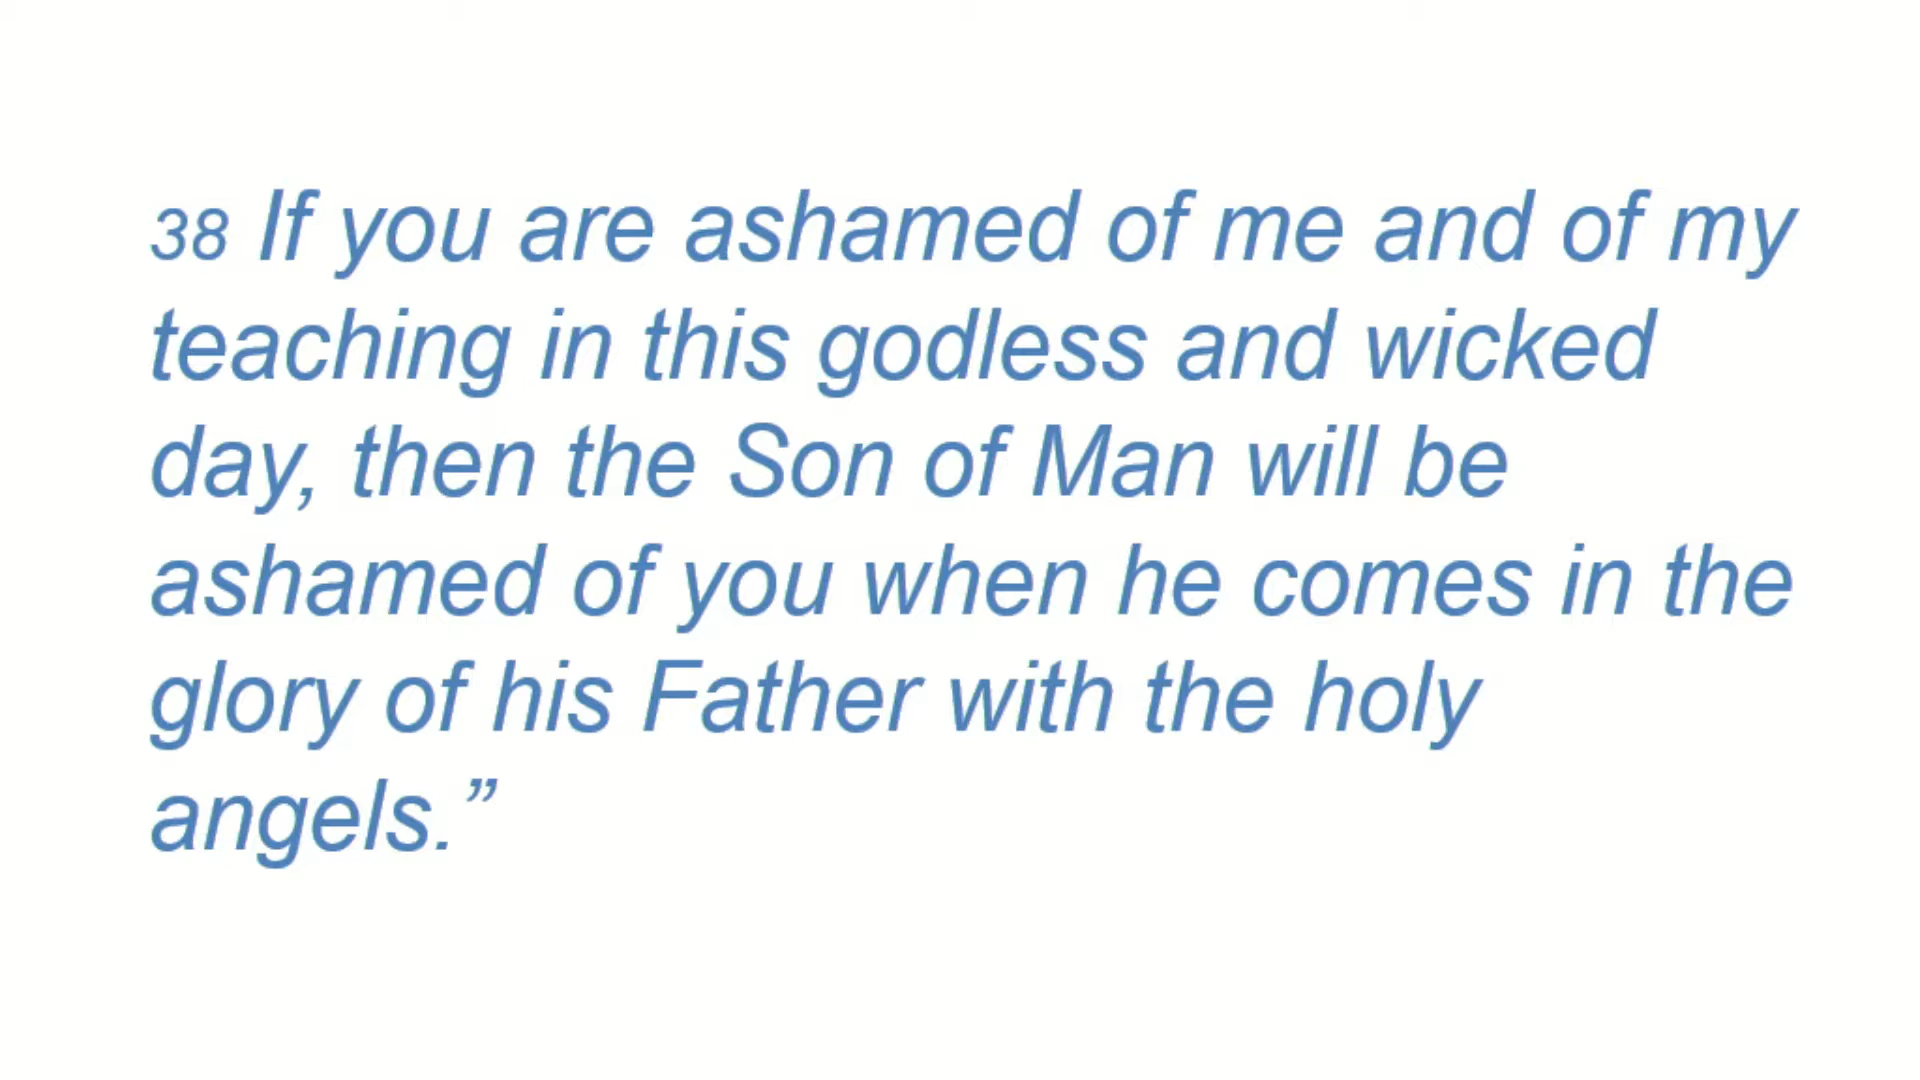 38 If you are ashamed of me and of my
teaching in this godless and wicked
day, then the Son of Man will be
ashamed of you when he comes in the
glory of his Father with the holy
angels.”